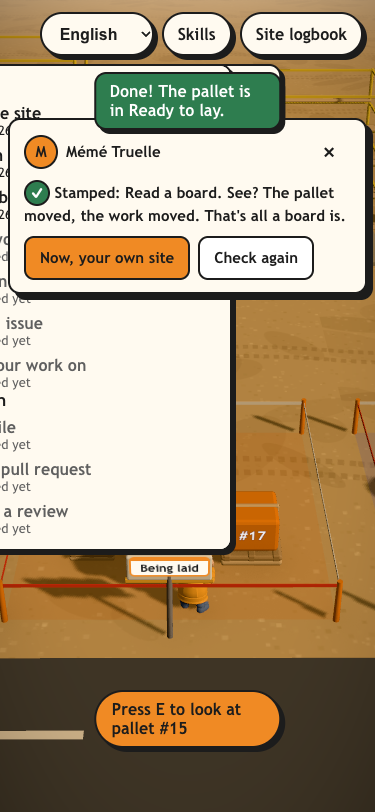 English
Skills
Site logbook
Done! The pallet is
in Ready to lay.
e site
M
Mémé Truelle
×
Stamped: Read a board. See? The pallet
moved, the work moved. That's all a board is.
Now, your own site
Check again
ed yet
issue
ed yet
our work on
n
ed yet
ile
ed yet
pull request
ed yet
a review
ed yet
#17
Being laid
Press E to look at
pallet #15